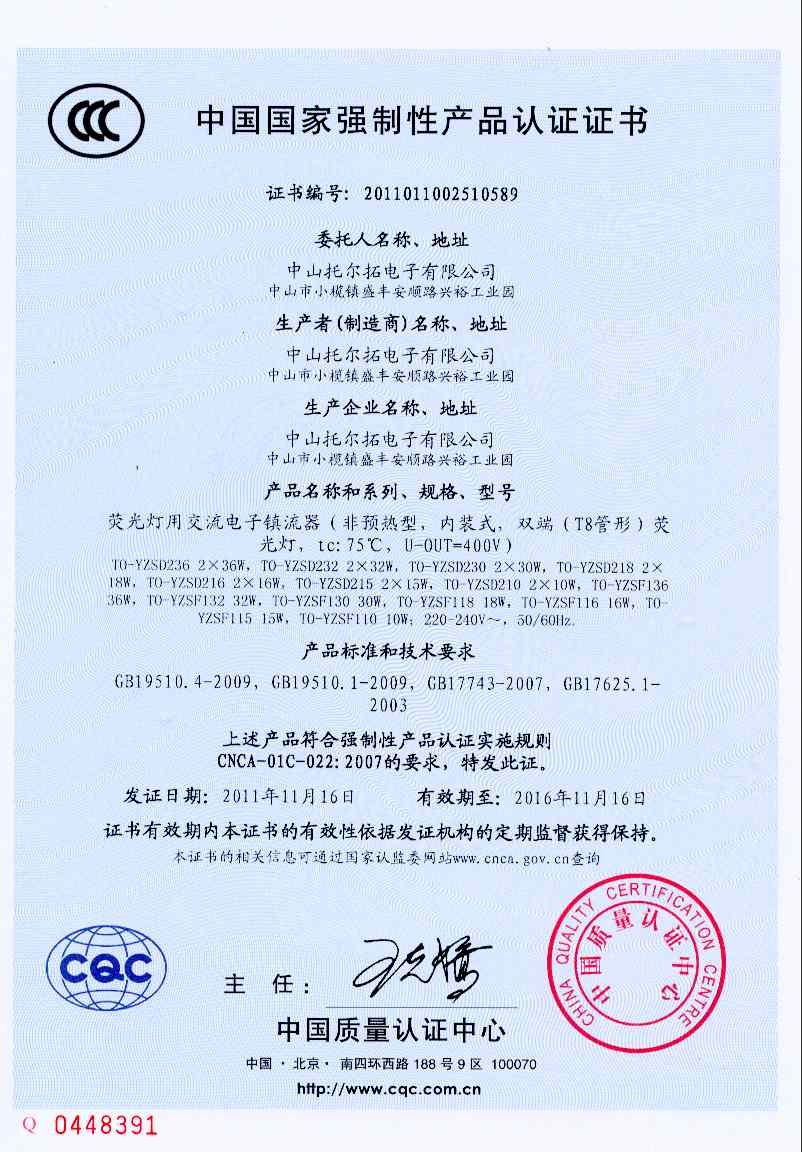 CCC
中国国家强制性产品认证证书
证书编号：2011011002510589
委托人名称、地址
中山托尔拓电子有限公司
中山市小榄镇盛丰安顺路兴裕工业园
生产者(制造商)名称、地址
中山托尔拓电子有限公司
中山市小榄镇盛丰安顺路兴裕工业园
生产企业名称、地址
中山托尔拓电子有限公司
中山市小榄镇盛丰安顺路兴裕工业园
产品名称和系列、规格、型号
荧光灯用交流电子镇流器（非预热型，内装式，双端（T8管形）荧
光灯，tc:75℃，U-OUT=400V）
TO-YZSD236 2×36W, TO-YZSD232 2×32W, TO-YZSD230 2×30W, TO-YZSD218 2×
18W, TO-YZSD216 2×16W, TO-YZSD215 2×15W, TO-YZSD210 2×10W, TO-YZSF136
36W, TO-YZSF132 32W, TO-YZSF130 30W, TO-YZSF118 18W, TO-YZSF116 16W, TO-
YZSF115 15W, TO-YZSF110 10W; 220-240V～, 50/60Hz.
产品标准和技术要求
GB19510.4-2009, GB19510.1-2009, GB17743-2007, GB17625.1-
2003
上述产品符合强制性产品认证实施规则
CNCA-01C-022:2007的要求，特发此证。
发证日期：2011年11月16日 有效期至：2016年11月16日
证书有效期内本证书的有效性依据发证机构的定期监督获得保持。
本证书的相关信息可通过国家认监委网站www.cnca.gov.cn查询
CHINA QUALITY CERTIFICATION CENTRE
中国质量认证中心
CQC
主 任：
中国质量认证中心
中国·北京·南四环西路188号9区 100070
http://www.cqc.com.cn
Q 0448391